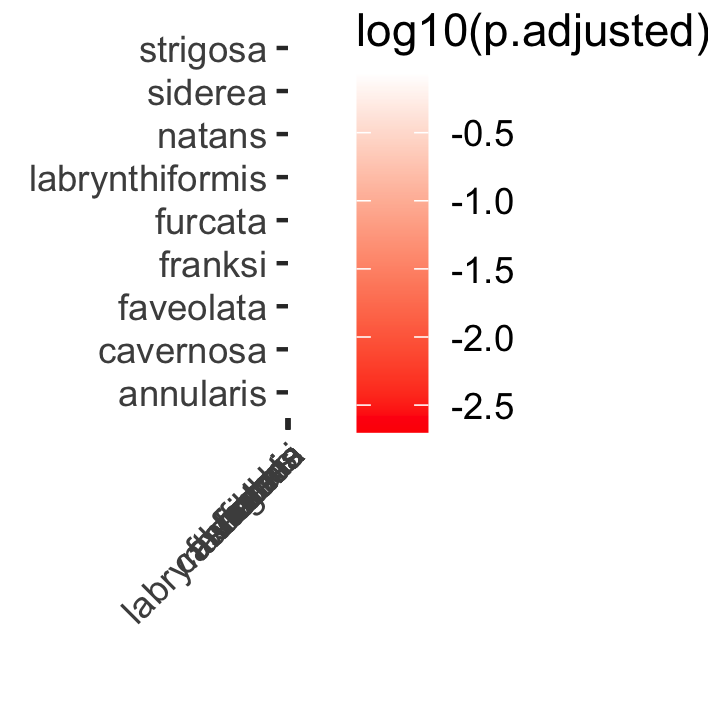 log10(p.adjusted)
strigosa
siderea
natans
labrynthiformis
furcata
franksi
faveolata
cavernosa
annularis
-0.5
-1.0
-1.5
-2.0
-2.5